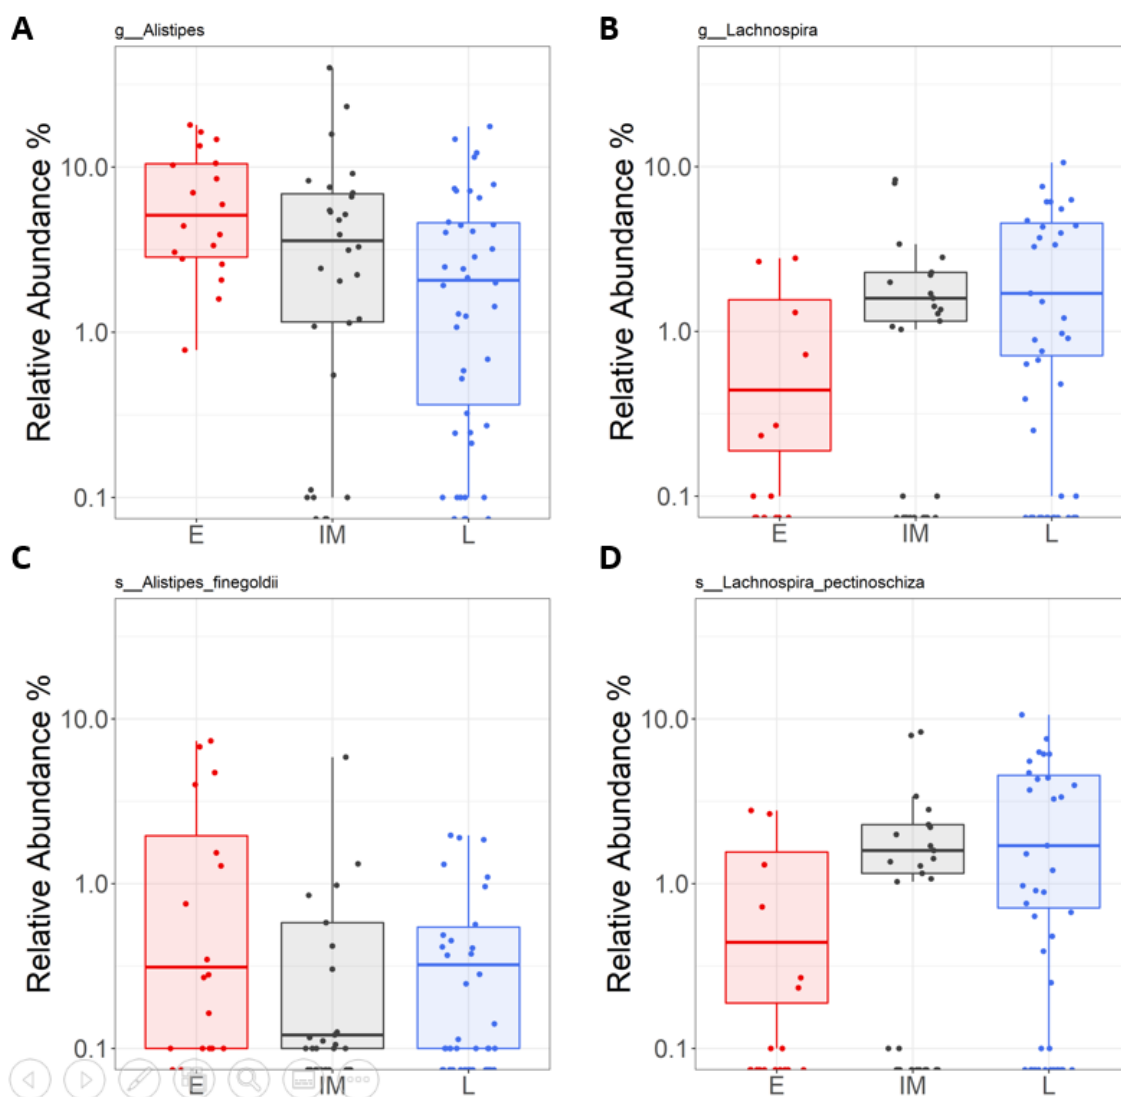 A
g__Alistipes
Relative Abundance %
10.0
1.0
0.1
E
IM
L
B
g__Lachnospira
Relative Abundance %
10.0
1.0
0.1
E
IM
L
C
s__Alistipes_finegoldii
Relative Abundance %
10.0
1.0
0.1
E
IM
L
D
s__Lachnospira_pectinoschiza
Relative Abundance %
10.0
1.0
0.1
E
IM
L